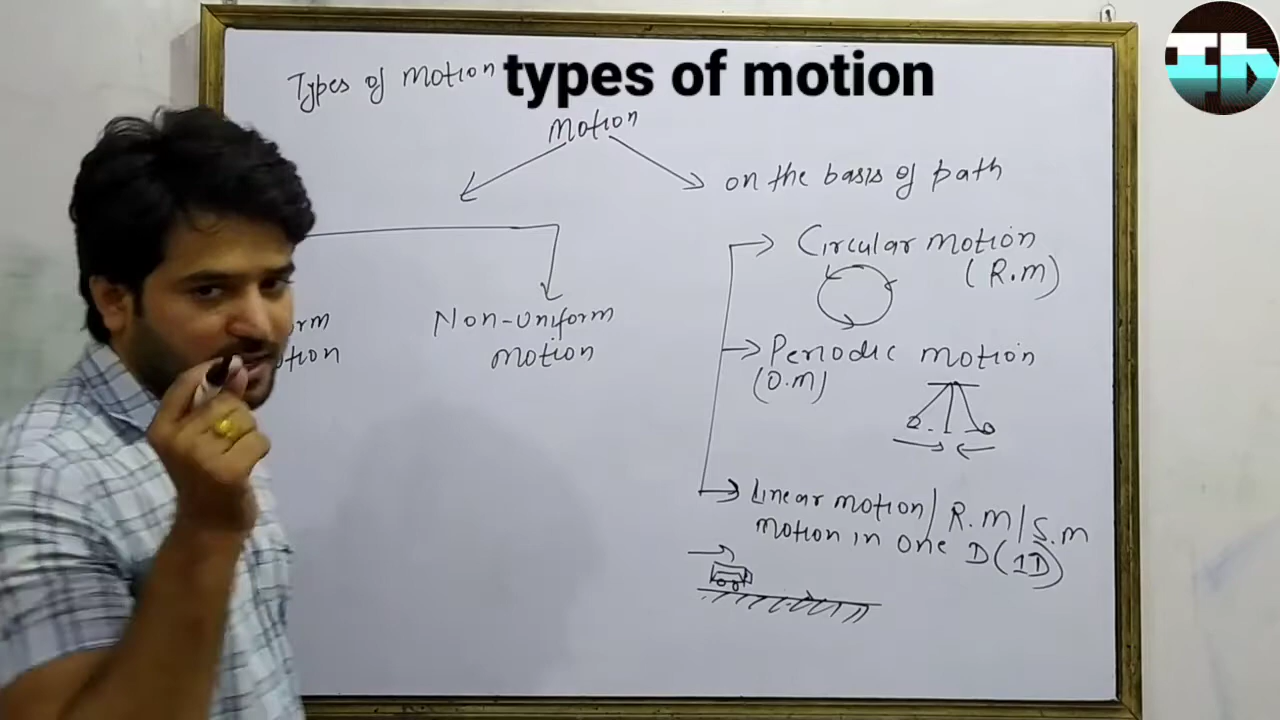 Types of motion
types of motion
Motion
on the basis of path
Circular motion
(R.m)
Periodic motion
(O.M)
Non-uniform
motion
Linear motion/ R.M/S.m
Motion in one D(1D)